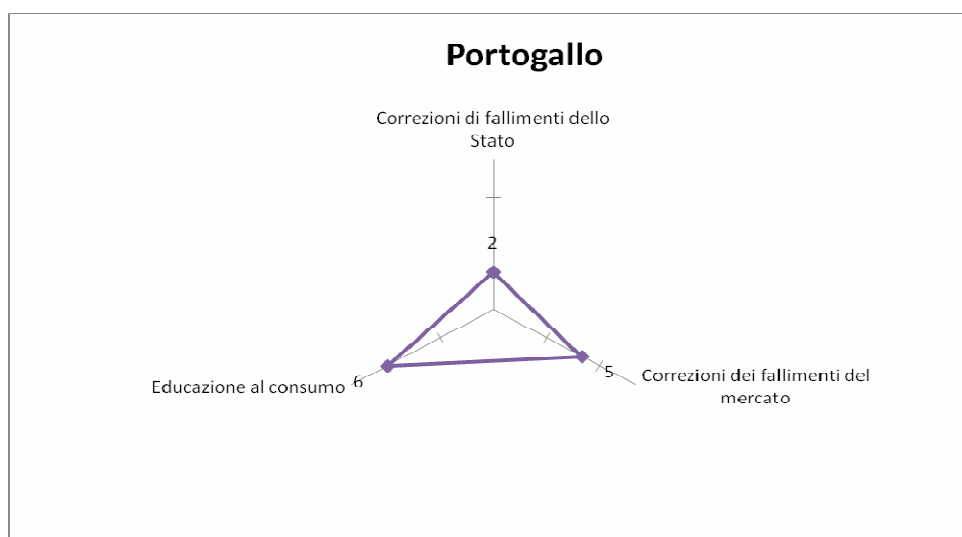 Portogallo
Correzioni di fallimenti dello
Stato
2
Educazione al consumo
6
5
Correzioni dei fallimenti del
mercato